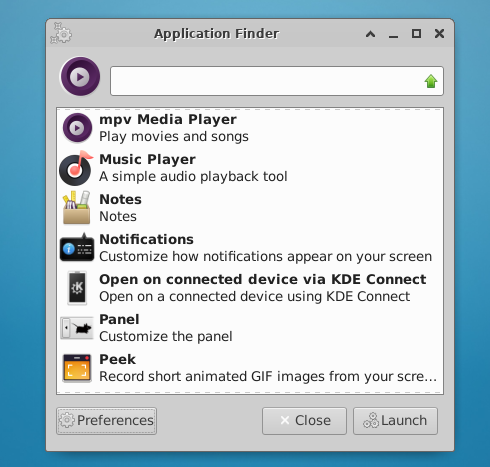 Application Finder
mpv Media Player
Play movies and songs
Music Player
A simple audio playback tool
Notes
Notes
Notifications
Customize how notifications appear on your screen
Open on connected device via KDE Connect
Open on a connected device using KDE Connect
Panel
Customize the panel
Peek
Record short animated GIF images from your scre...
Preferences
Close
Launch